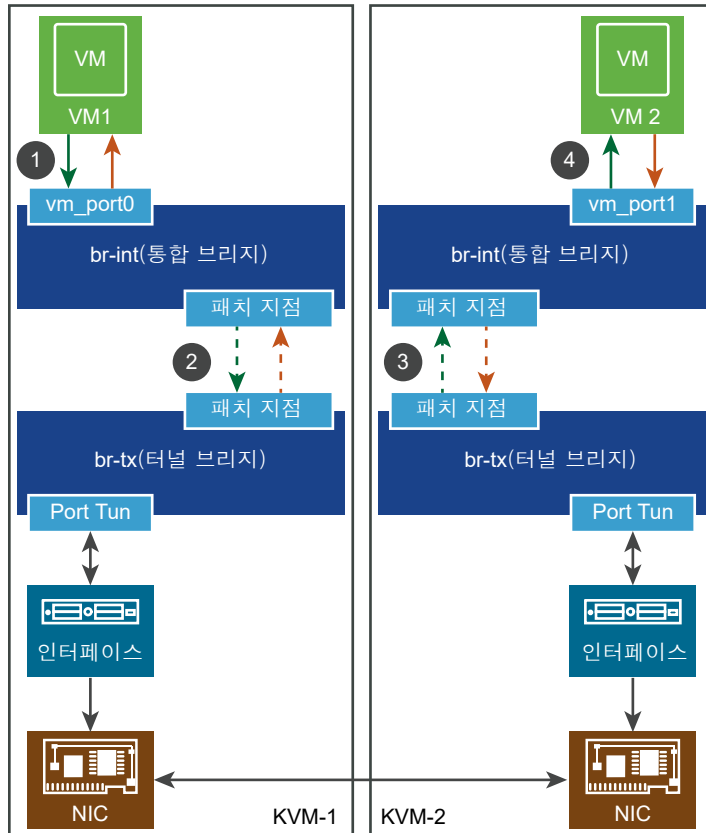 VM
VM1
1
vm_port0
br-int(통합 브리지)
패치 지점
2
패치 지점
br-tx(터널 브리지)
Port Tun
인터페이스
NIC
KVM-1
VM
VM 2
4
vm_port1
br-int(통합 브리지)
패치 지점
3
패치 지점
br-tx(터널 브리지)
Port Tun
인터페이스
NIC
KVM-2